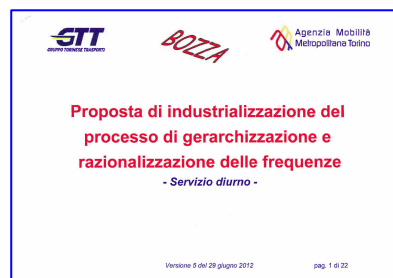 GTT
GRUPPO TORINESE TRASPORTI
BOZZA
Agenzia Mobilità
Metropolitana Torino
Proposta di industrializzazione del
processo di gerarchizzazione e
razionalizzazione delle frequenze
- Servizio diurno -
Versione 5 del 29 giugno 2012
pag. 1 di 22